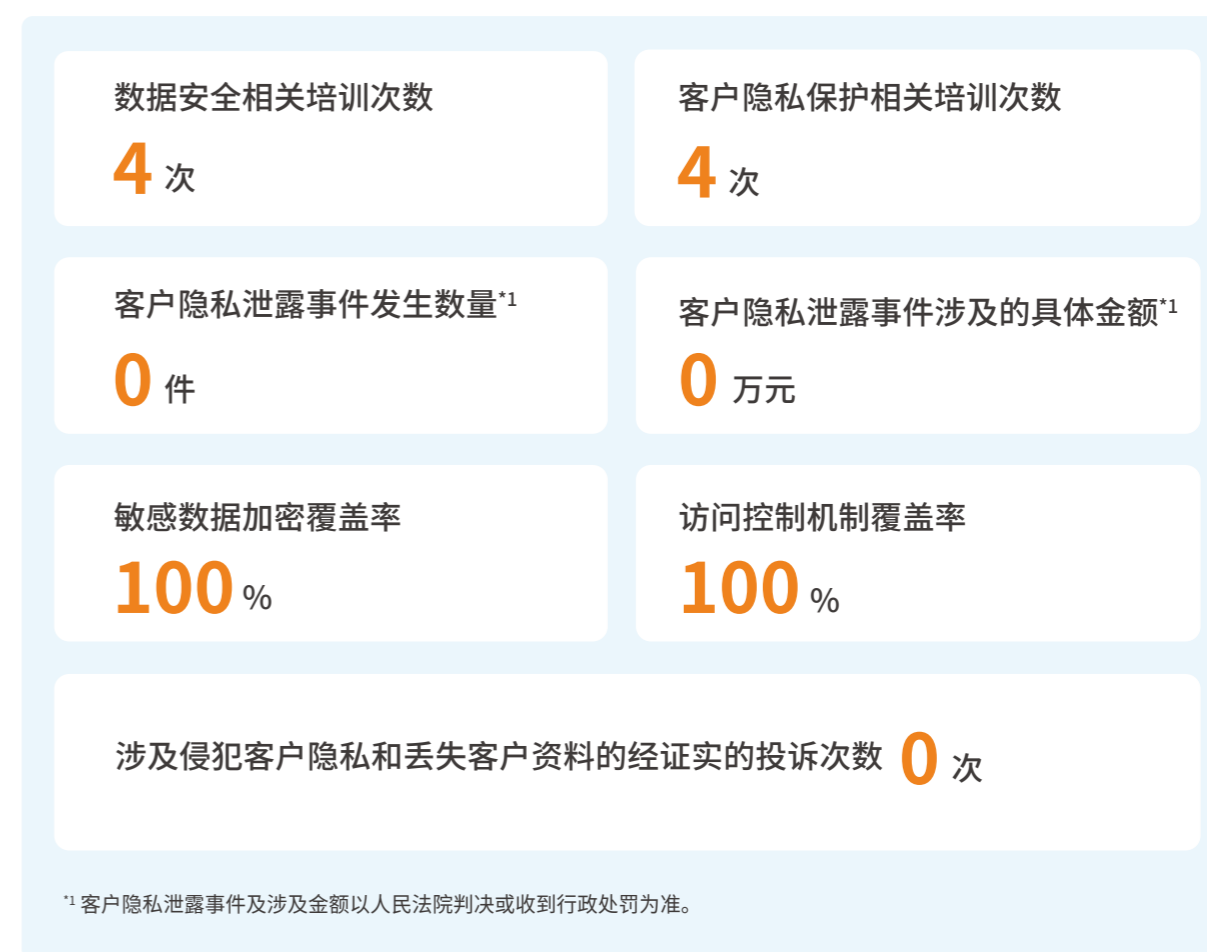 数据安全相关培训次数
4 次
客户隐私保护相关培训次数
4 次
客户隐私泄露事件发生数量*1
0 件
客户隐私泄露事件涉及的具体金额*1
0 万元
敏感数据加密覆盖率
100 %
访问控制机制覆盖率
100 %
涉及侵犯客户隐私和丢失客户资料的经证实的投诉次数 0 次
*1 客户隐私泄露事件及涉及金额以人民法院判决或收到行政处罚为准。